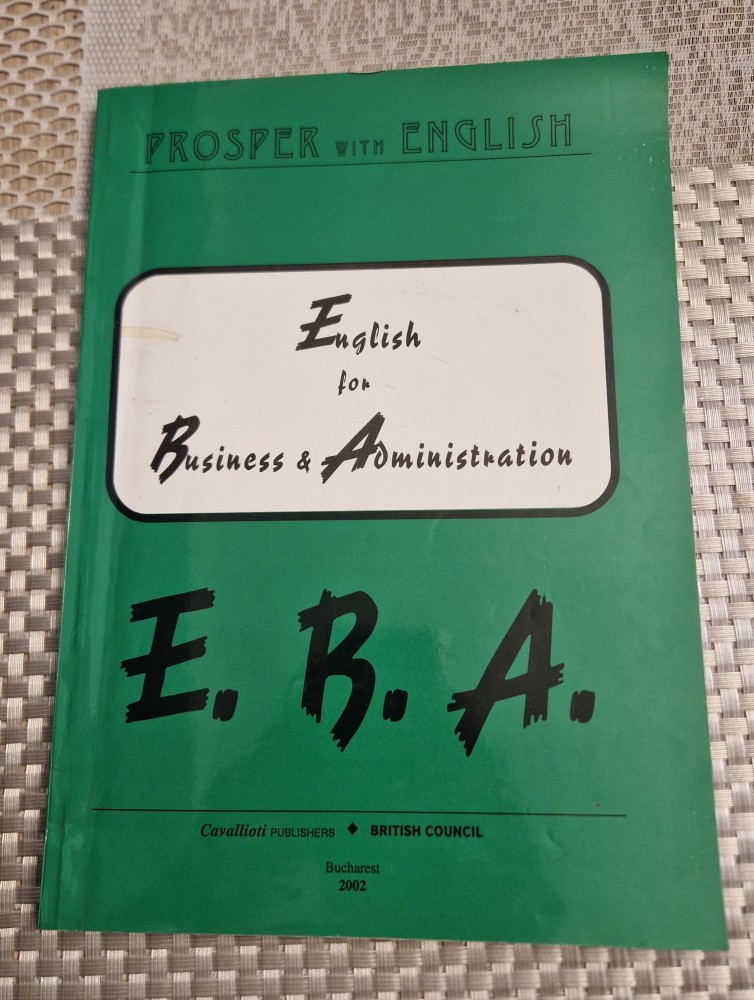 PROSPER WITH ENGLISH
English
for
Business & Administration
E. B. A.
Cavallioti PUBLISHERS ◆ BRITISH COUNCIL
Bucharest
2002